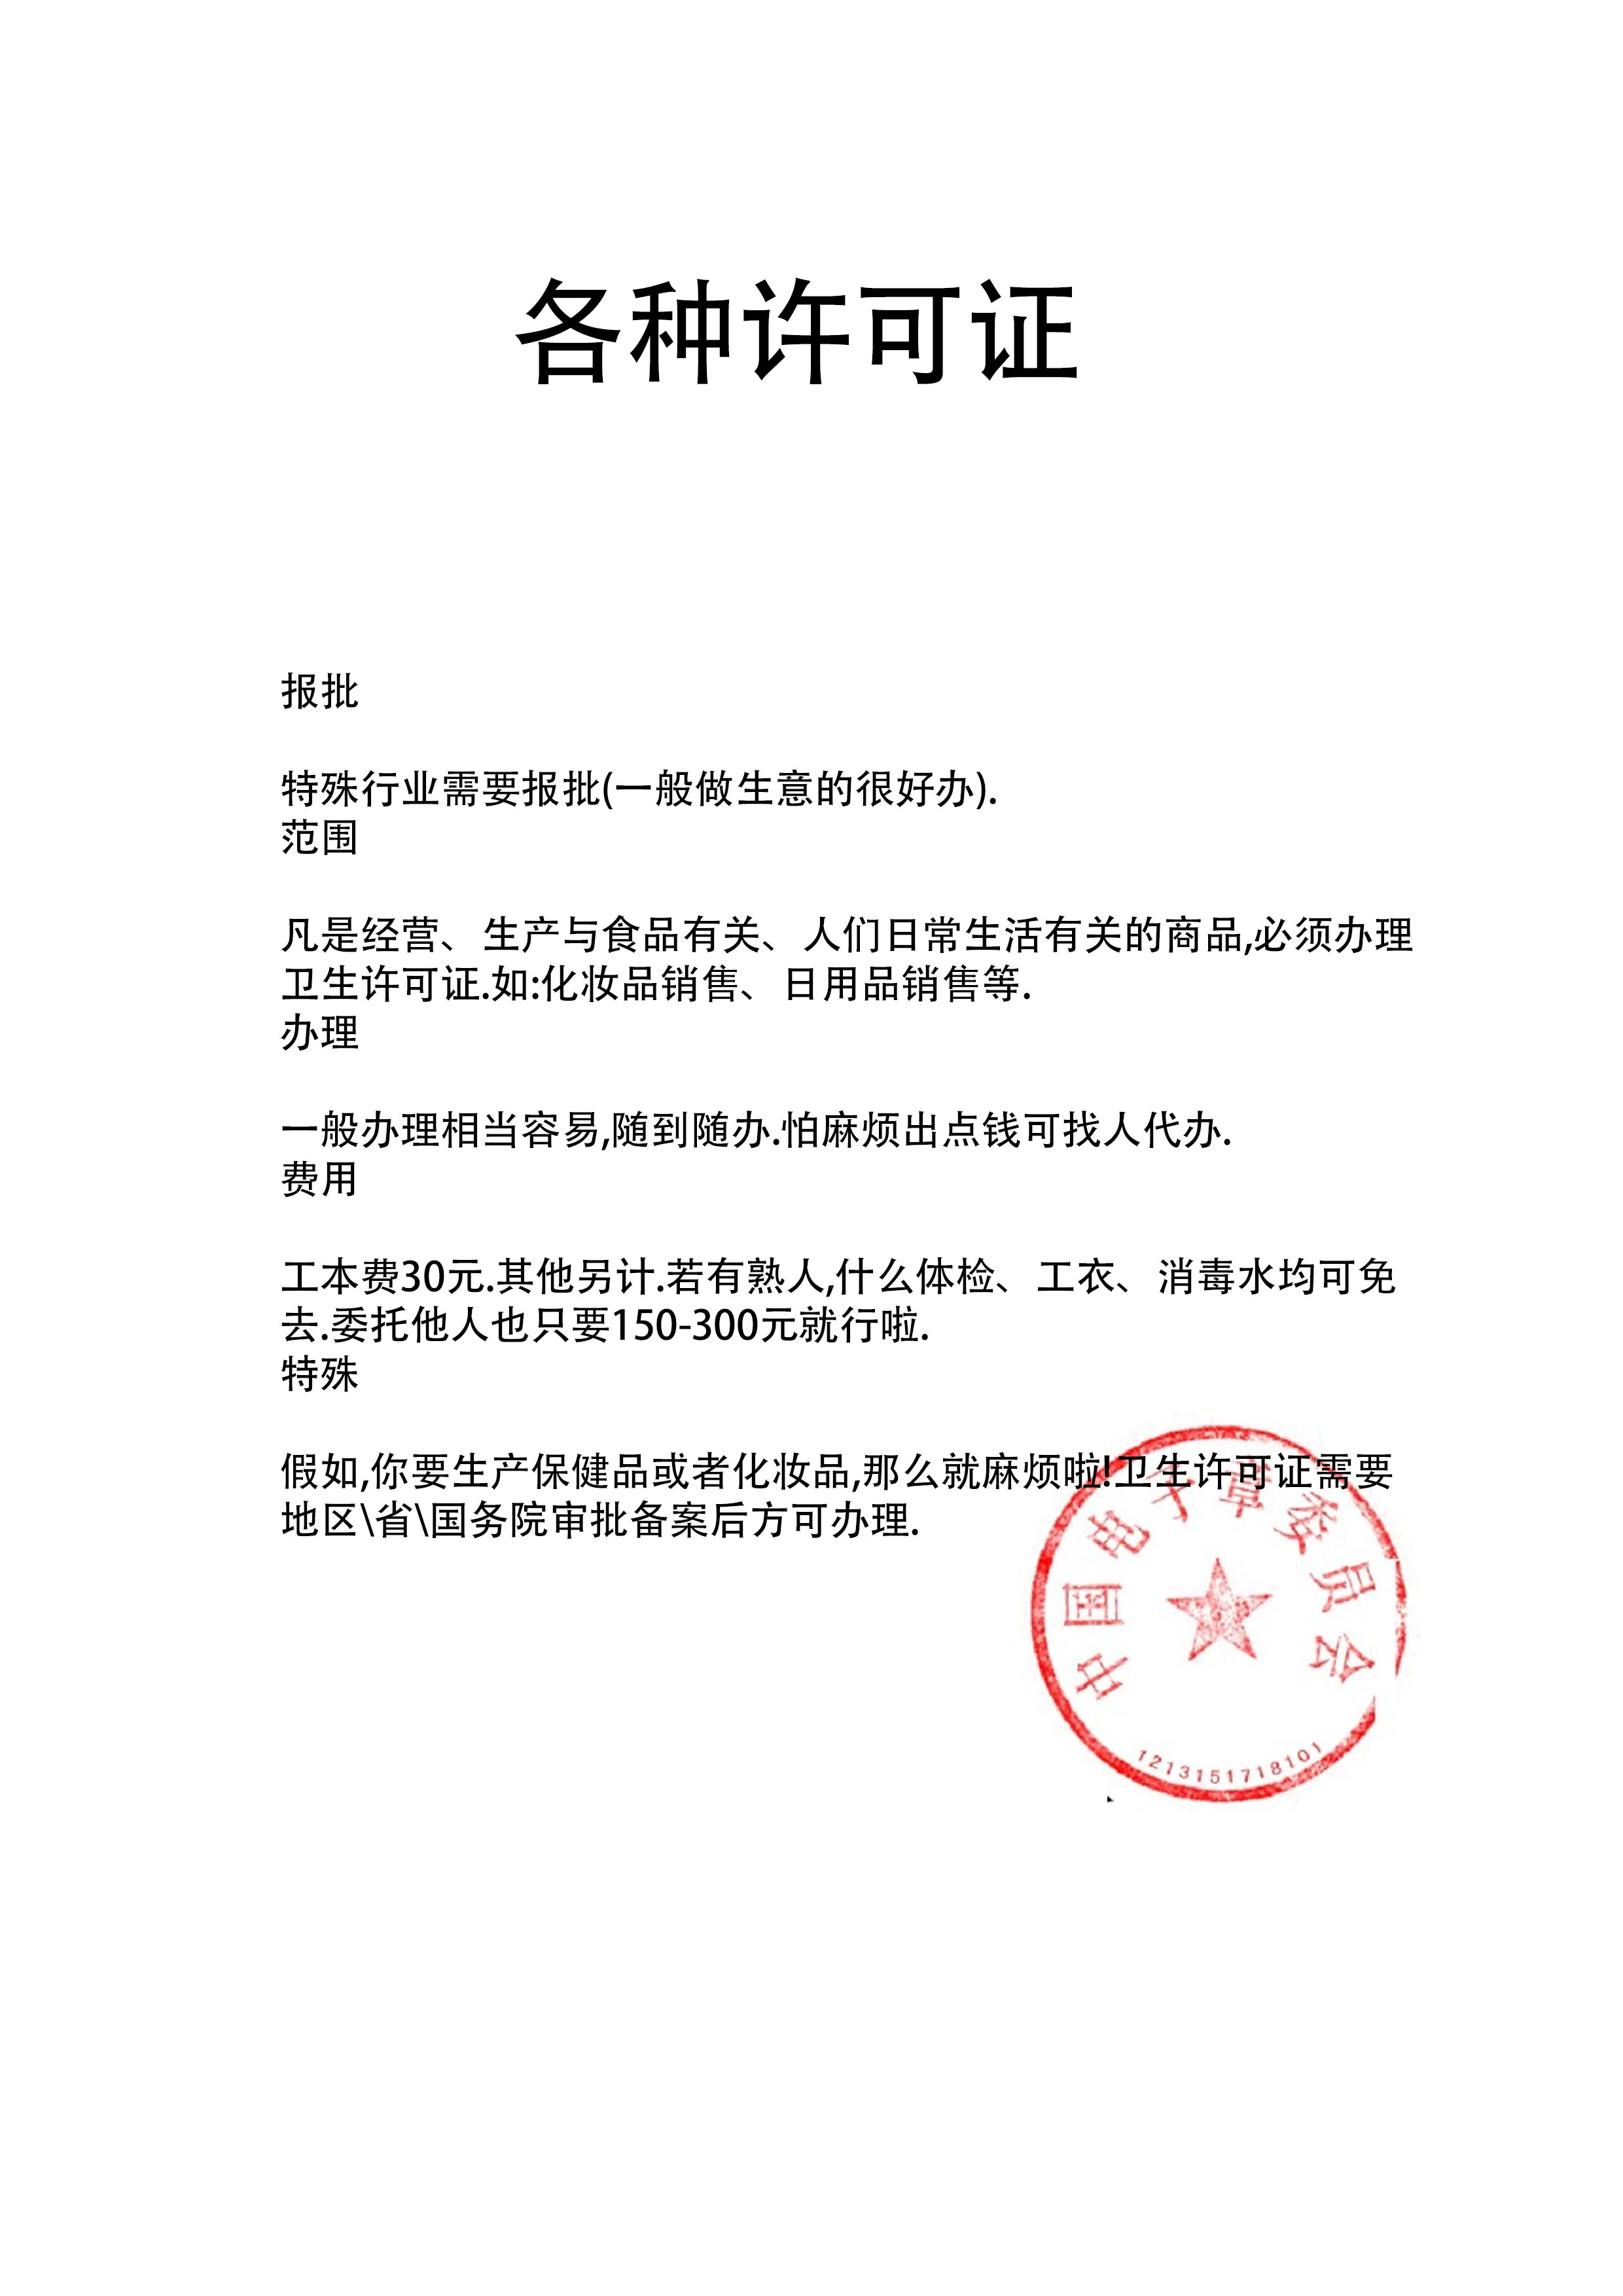 各种许可证
报批
特殊行业需要报批(一般做生意的很好办).
范围
凡是经营、生产与食品有关、人们日常生活有关的商品,必须办理
卫生许可证.如:化妆品销售、日用品销售等.
办理
一般办理相当容易,随到随办.怕麻烦出点钱可找人代办.
费用
工本费30元.其他另计.若有熟人,什么体检、工衣、消毒水均可免
去.委托他人也只要150-300元就行啦.
特殊
假如,你要生产保健品或者化妆品,那么就麻烦啦!卫生许可证需要
地区\省\国务院审批备案后方可办理.
中国电子章委员会
1213151718101